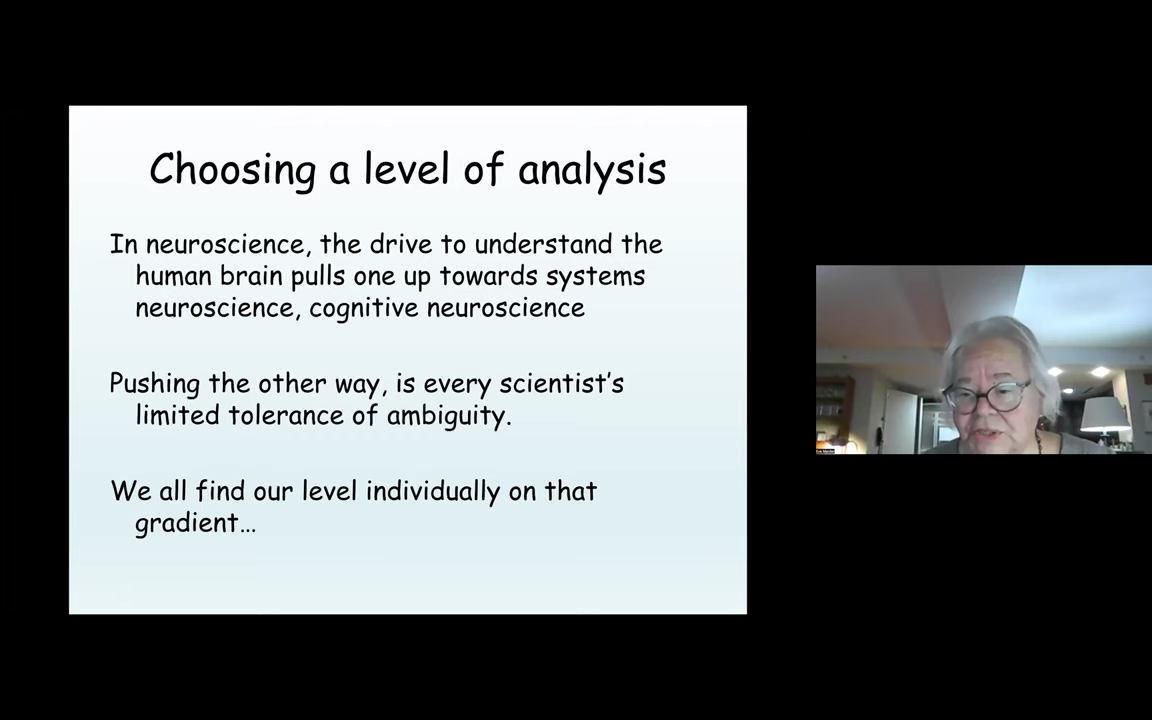 Choosing a level of analysis
In neuroscience, the drive to understand the
human brain pulls one up towards systems
neuroscience, cognitive neuroscience
Pushing the other way, is every scientist’s
limited tolerance of ambiguity.
We all find our level individually on that
gradient…